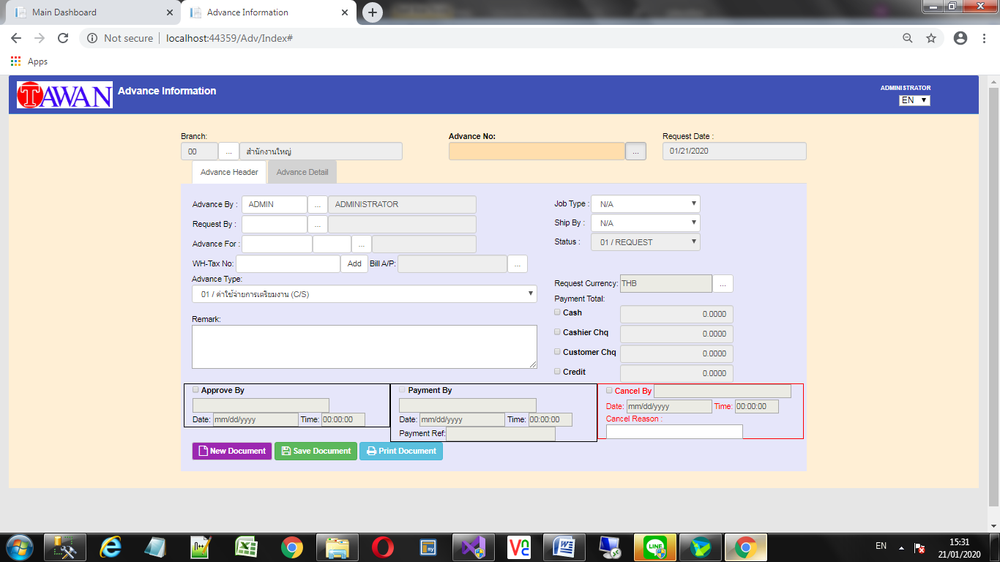 Main Dashboard
Advance Information
Not secure
localhost:44359/Adv/Index#
Apps
TAWAN
Advance Information
ADMINISTRATOR
EN
Branch:
Advance No:
Request Date :
00
...
สำนักงานใหญ่
...
01/21/2020
Advance Header
Advance Detail
Advance By :
ADMIN
...
ADMINISTRATOR
Job Type :
N/A
Request By :
...
Ship By :
N/A
Advance For :
...
Status :
01 / REQUEST
WH-Tax No:
Add
Bill A/P:
...
Advance Type:
Request Currency:
THB
...
01 / ค่าใช้จ่ายการเตรียมงาน (C/S)
Payment Total:
Cash
0.0000
Remark:
Cashier Chq
0.0000
Customer Chq
0.0000
Credit
0.0000
Approve By
Date:
mm/dd/yyyy
Time:
00:00:00
Payment By
Date:
mm/dd/yyyy
Time:
00:00:00
Payment Ref:
Cancel By
Date:
mm/dd/yyyy
Time:
00:00:00
Cancel Reason :
New Document
Save Document
Print Document
EN
15:31
21/01/2020